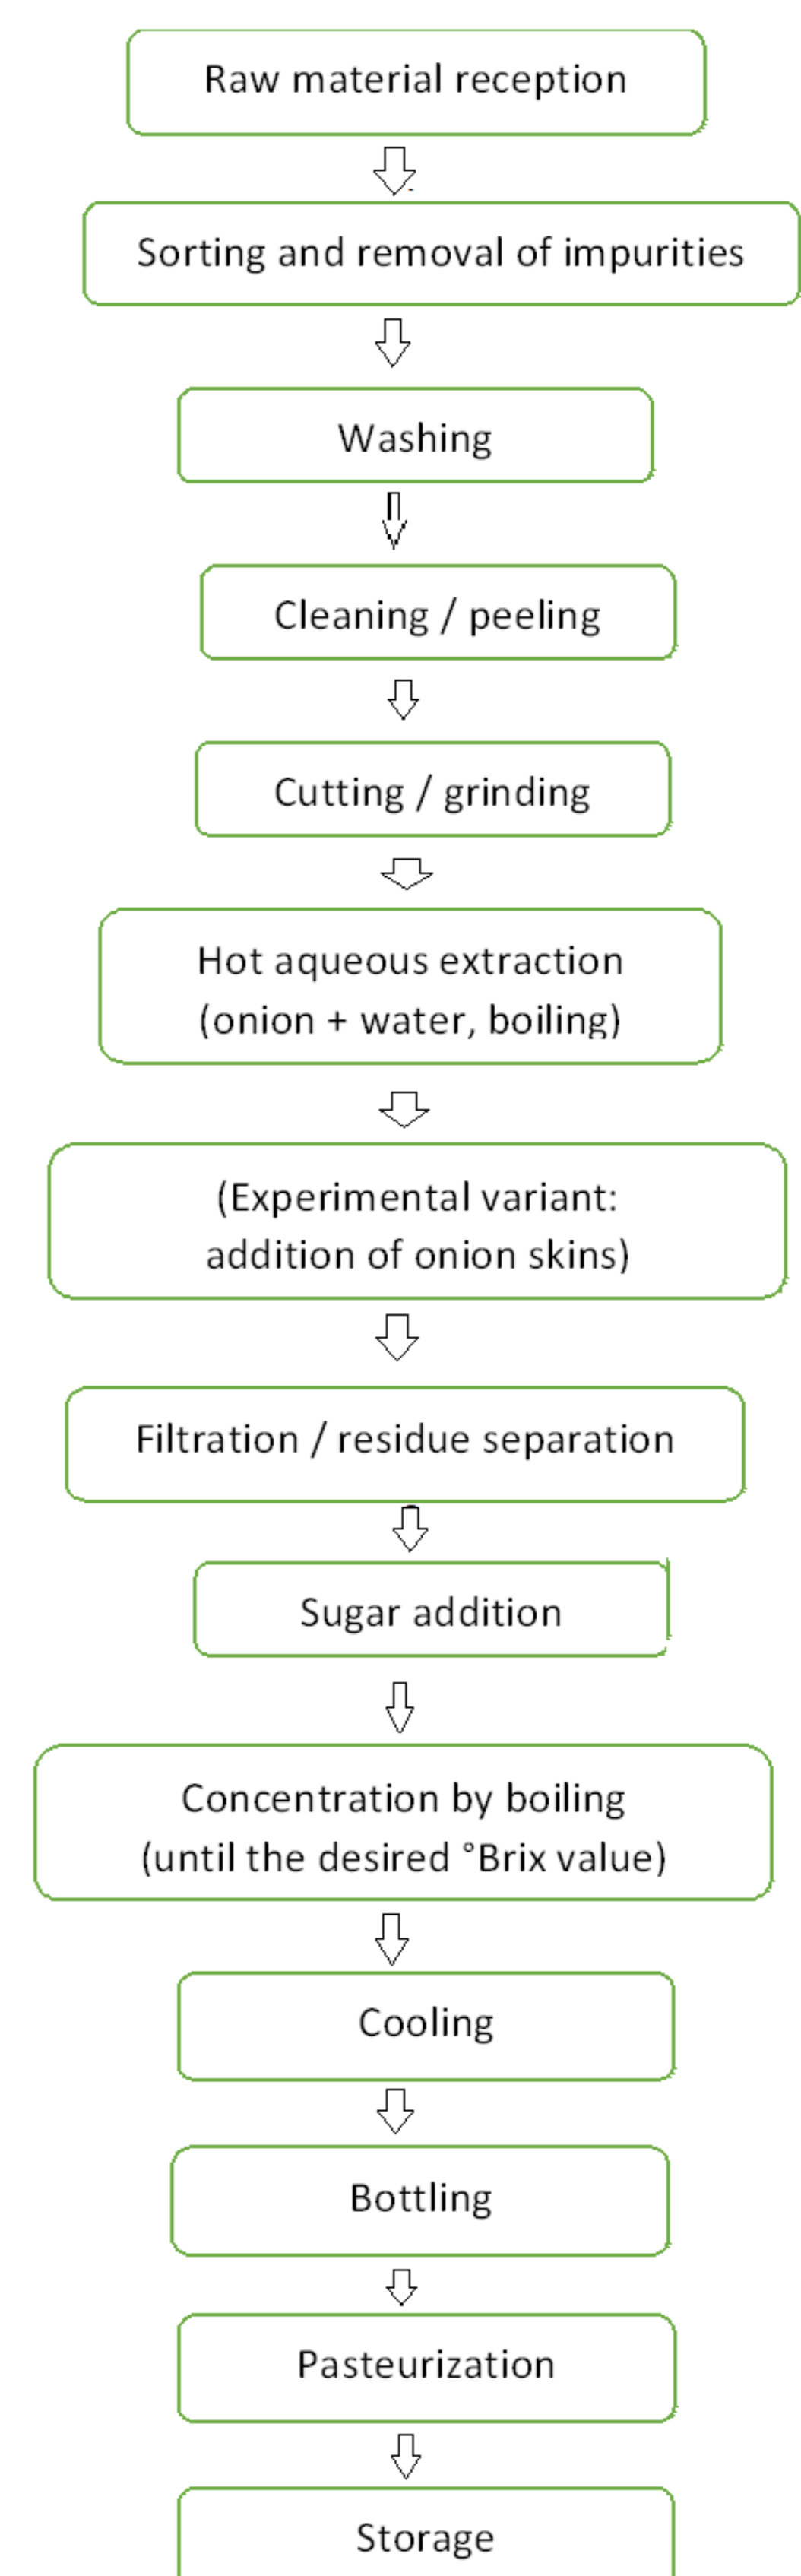 Raw material reception
Sorting and removal of impurities
Washing
Cleaning / peeling
Cutting / grinding
Hot aqueous extraction
(onion + water, boiling)
(Experimental variant:
addition of onion skins)
Filtration / residue separation
Sugar addition
Concentration by boiling
(until the desired °Brix value)
Cooling
Bottling
Pasteurization
Storage